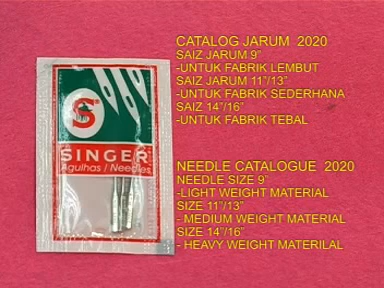 CATALOG JARUM 2020
SAIZ JARUM 9"
-UNTUK FABRIK LEMBUT
SAIZ JARUM 11"/13"
-UNTUK FABRIK SEDERHANA .
SAIZ 14"/16"
-UNTUK FABRIK TEBAL
S
SINGER
Agulhas / Needles
NEEDLE CATALOGUE 2020
NEEDLE SIZE 9"
-LIGHT WEIGHT MATERIAL
SIZE 11"/13"
- MEDIUM WEIGHT MATERIAL
SIZE 14"/16"
- HEAVY WEIGHT MATERILAL